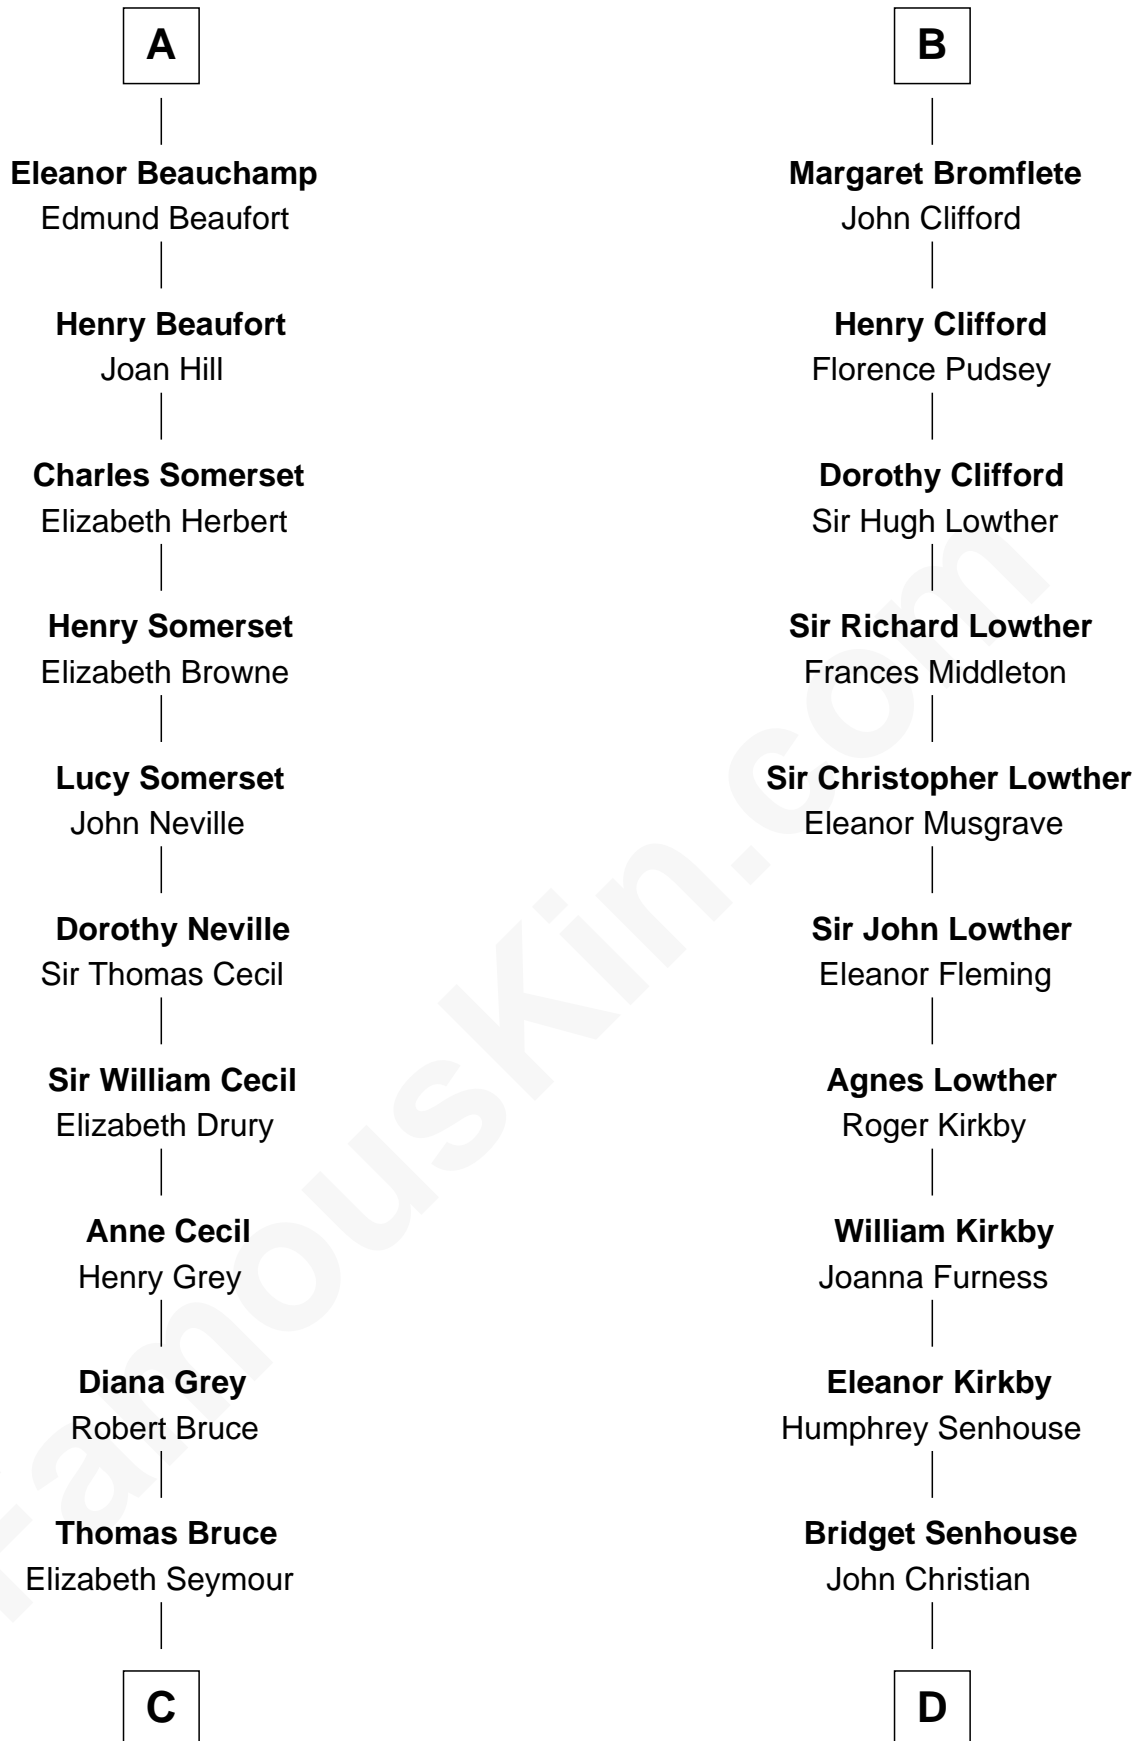 A
Eleanor Beauchamp
Edmund Beaufort
Henry Beaufort
Joan Hill
Charles Somerset
Elizabeth Herbert
Henry Somerset
Elizabeth Browne
Lucy Somerset
John Neville
Dorothy Neville
Sir Thomas Cecil
Sir William Cecil
Elizabeth Drury
Anne Cecil
Henry Grey
Diana Grey
Robert Bruce
Thomas Bruce
Elizabeth Seymour
C
B
Margaret Bromflete
John Clifford
Henry Clifford
Florence Pudsey
Dorothy Clifford
Sir Hugh Lowther
Sir Richard Lowther
Frances Middleton
Sir Christopher Lowther
Eleanor Musgrave
Sir John Lowther
Eleanor Fleming
Agnes Lowther
Roger Kirkby
William Kirkby
Joanna Furness
Eleanor Kirkby
Humphrey Senhouse
Bridget Senhouse
John Christian
D
FamousKin.com